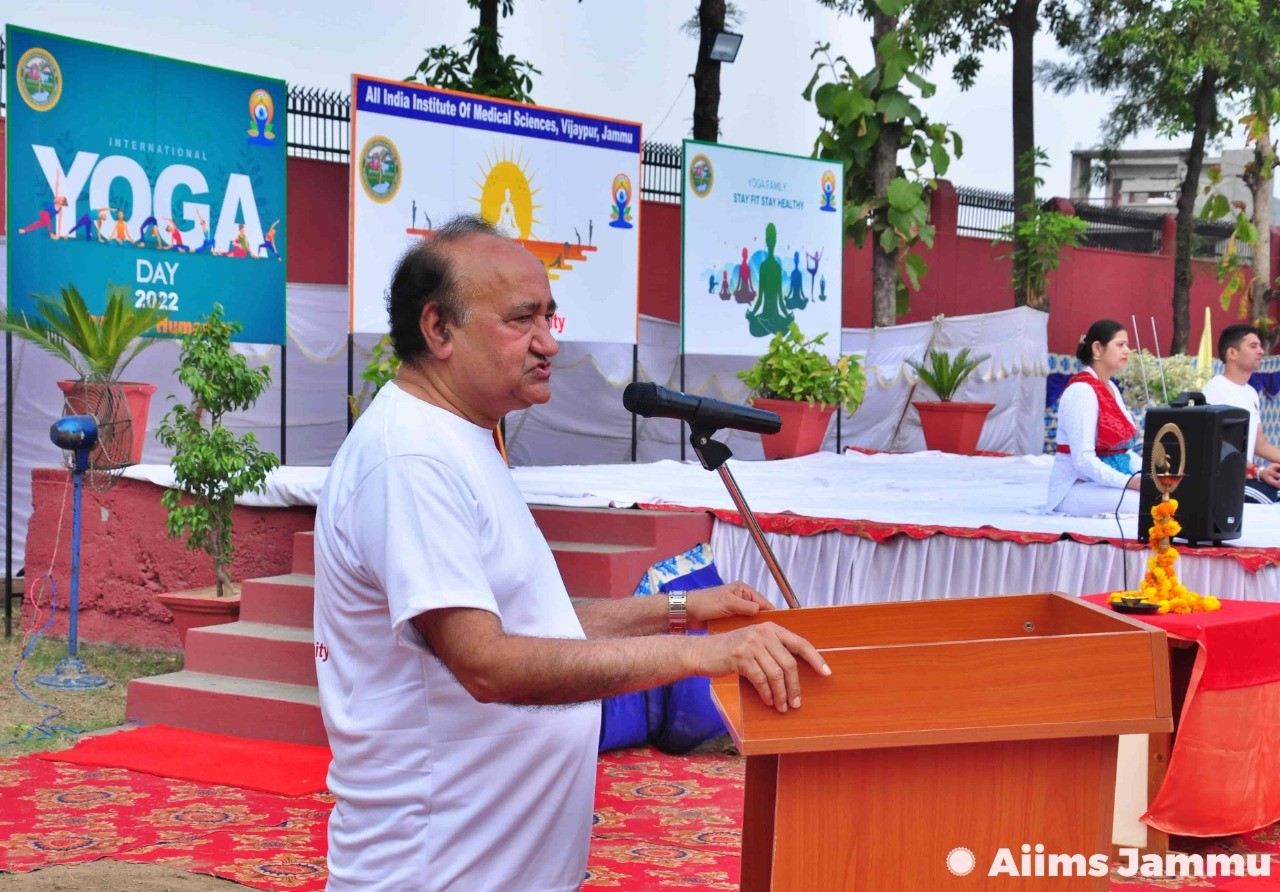 INTERNATIONAL
YOGA
DAY
2022
All India Institute Of Medical Sciences, Vijaypur, Jammu
YOGA FAMILY
STAY FIT STAY HEALTHY
Aiims Jammu